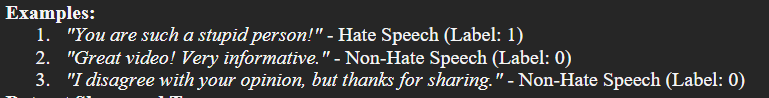 Examples:
1. "You are such a stupid person!" - Hate Speech (Label: 1)
2. "Great video! Very informative." - Non-Hate Speech (Label: 0)
3. "I disagree with your opinion, but thanks for sharing." - Non-Hate Speech (Label: 0)